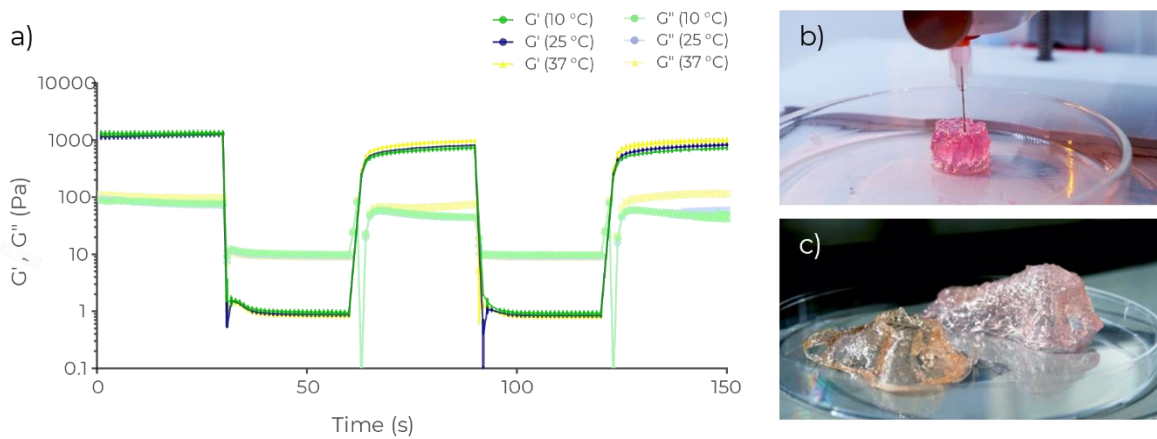 a)
G' (10 °C)
G'' (10 °C)
G' (25 °C)
G'' (25 °C)
G' (37 °C)
G'' (37 °C)
10000
1000
100
10
1
0.1
G' , G'' (Pa)
0
50
100
150
Time (s)
b)
c)